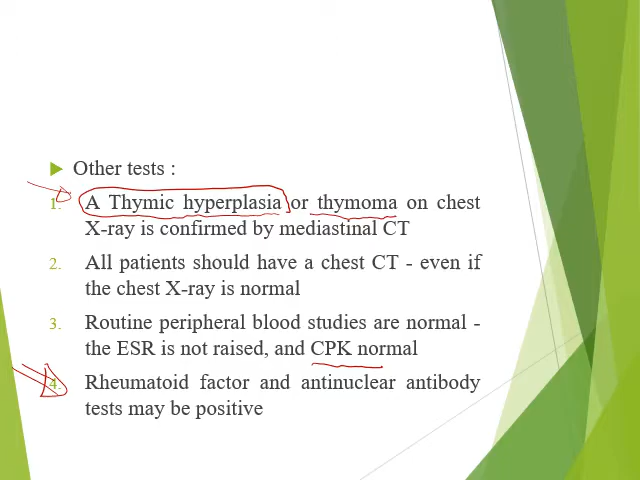 Other tests :
1. A Thymic hyperplasia or thymoma on chest
X-ray is confirmed by mediastinal CT
2. All patients should have a chest CT - even if
the chest X-ray is normal
3. Routine peripheral blood studies are normal -
the ESR is not raised, and CPK normal
4. Rheumatoid factor and antinuclear antibody
tests may be positive